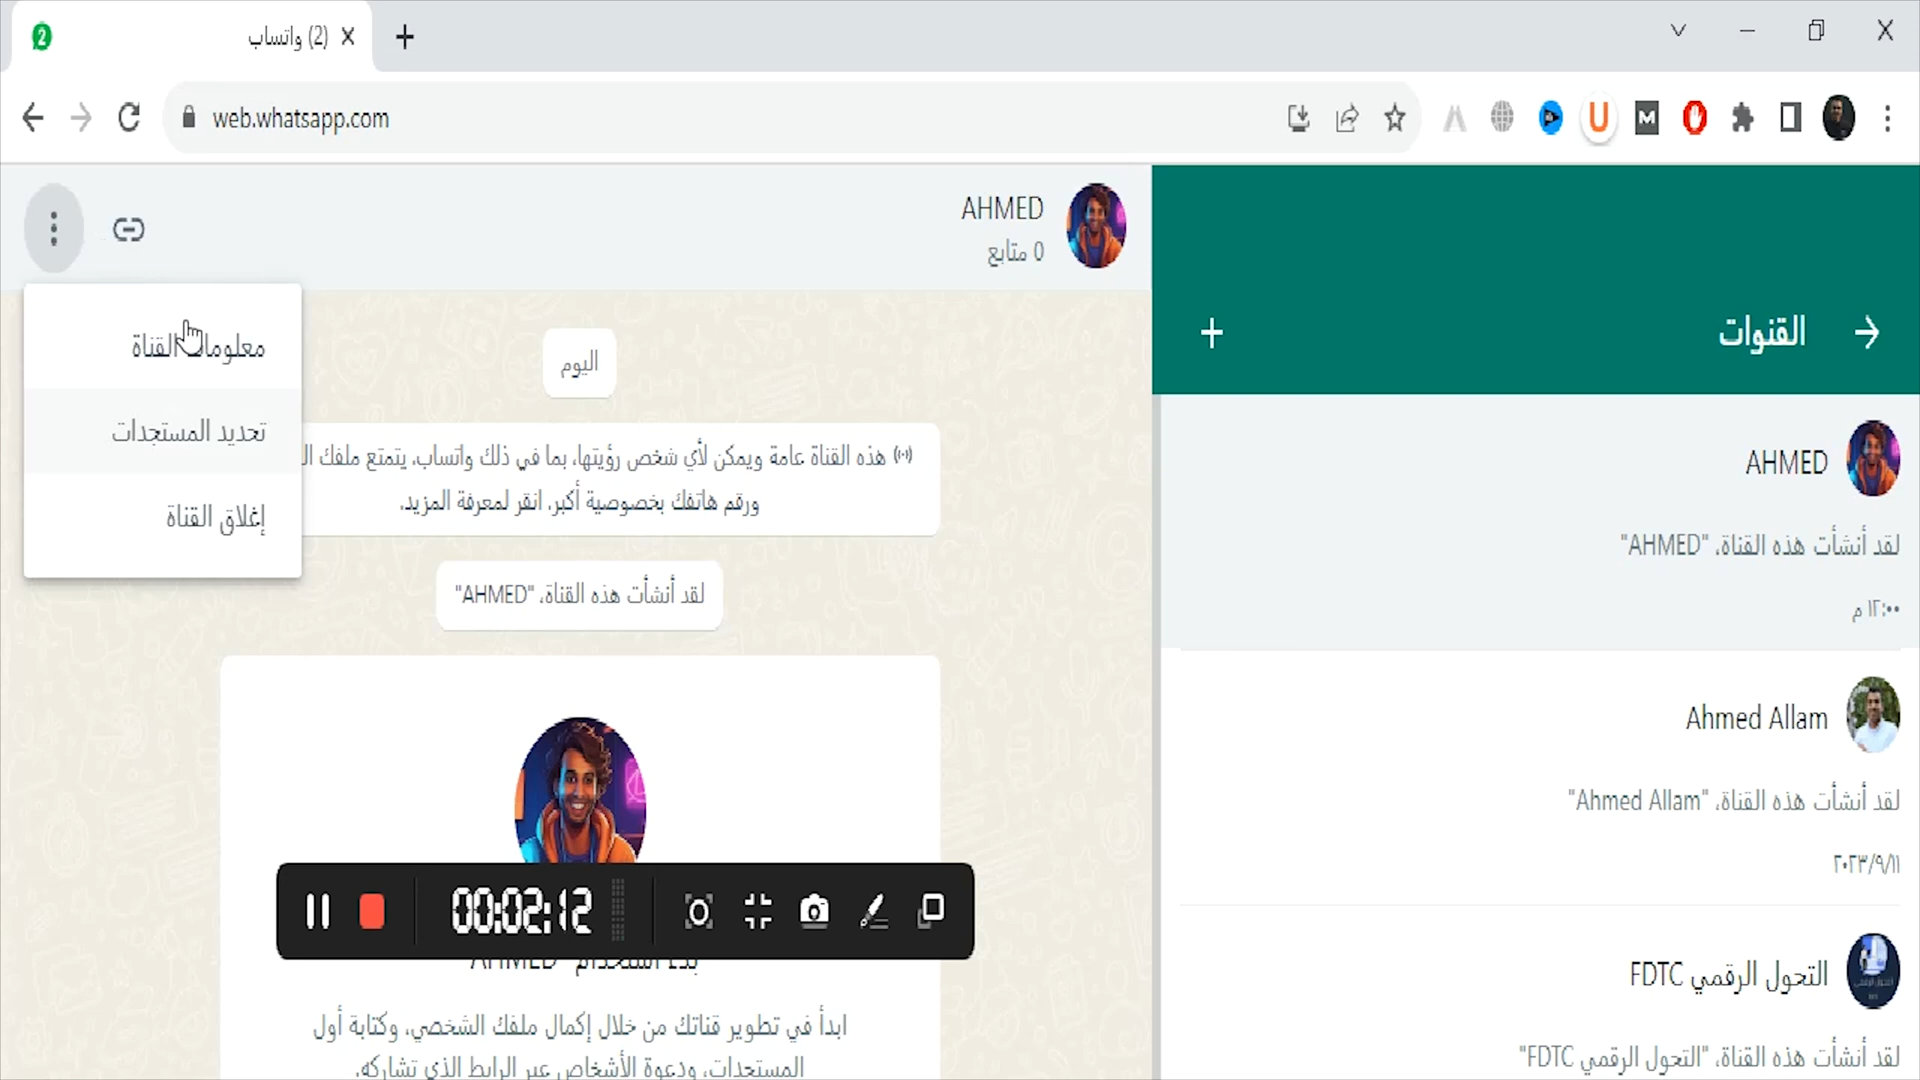 (2) واتساب
web.whatsapp.com
AHMED
0 متابع
معلومات القناة
تحديد المستجدات
إغلاق القناة
القنوات
اليوم
هذه القناة عامة ويمكن لأي شخص رؤيتها، بما في ذلك واتساب. يتمتع ملفك
ورقم هاتفك بخصوصية أكبر. انقر لمعرفة المزيد.
لقد أنشأت هذه القناة، "AHMED"
00:02:12
"AHMED"
ابدأ في تطوير قناتك من خلال إكمال ملفك الشخصي، وكتابة أول
المستجدات، ودعوة الأشخاص عبر الرابط الذي تشاركه.
AHMED
لقد أنشأت هذه القناة، "AHMED"
١٢:٠٠ م
Ahmed Allam
لقد أنشأت هذه القناة، "Ahmed Allam"
٢٠٢٣/٩/١١
التحول الرقمي FDTC
لقد أنشأت هذه القناة، "التحول الرقمي FDTC"